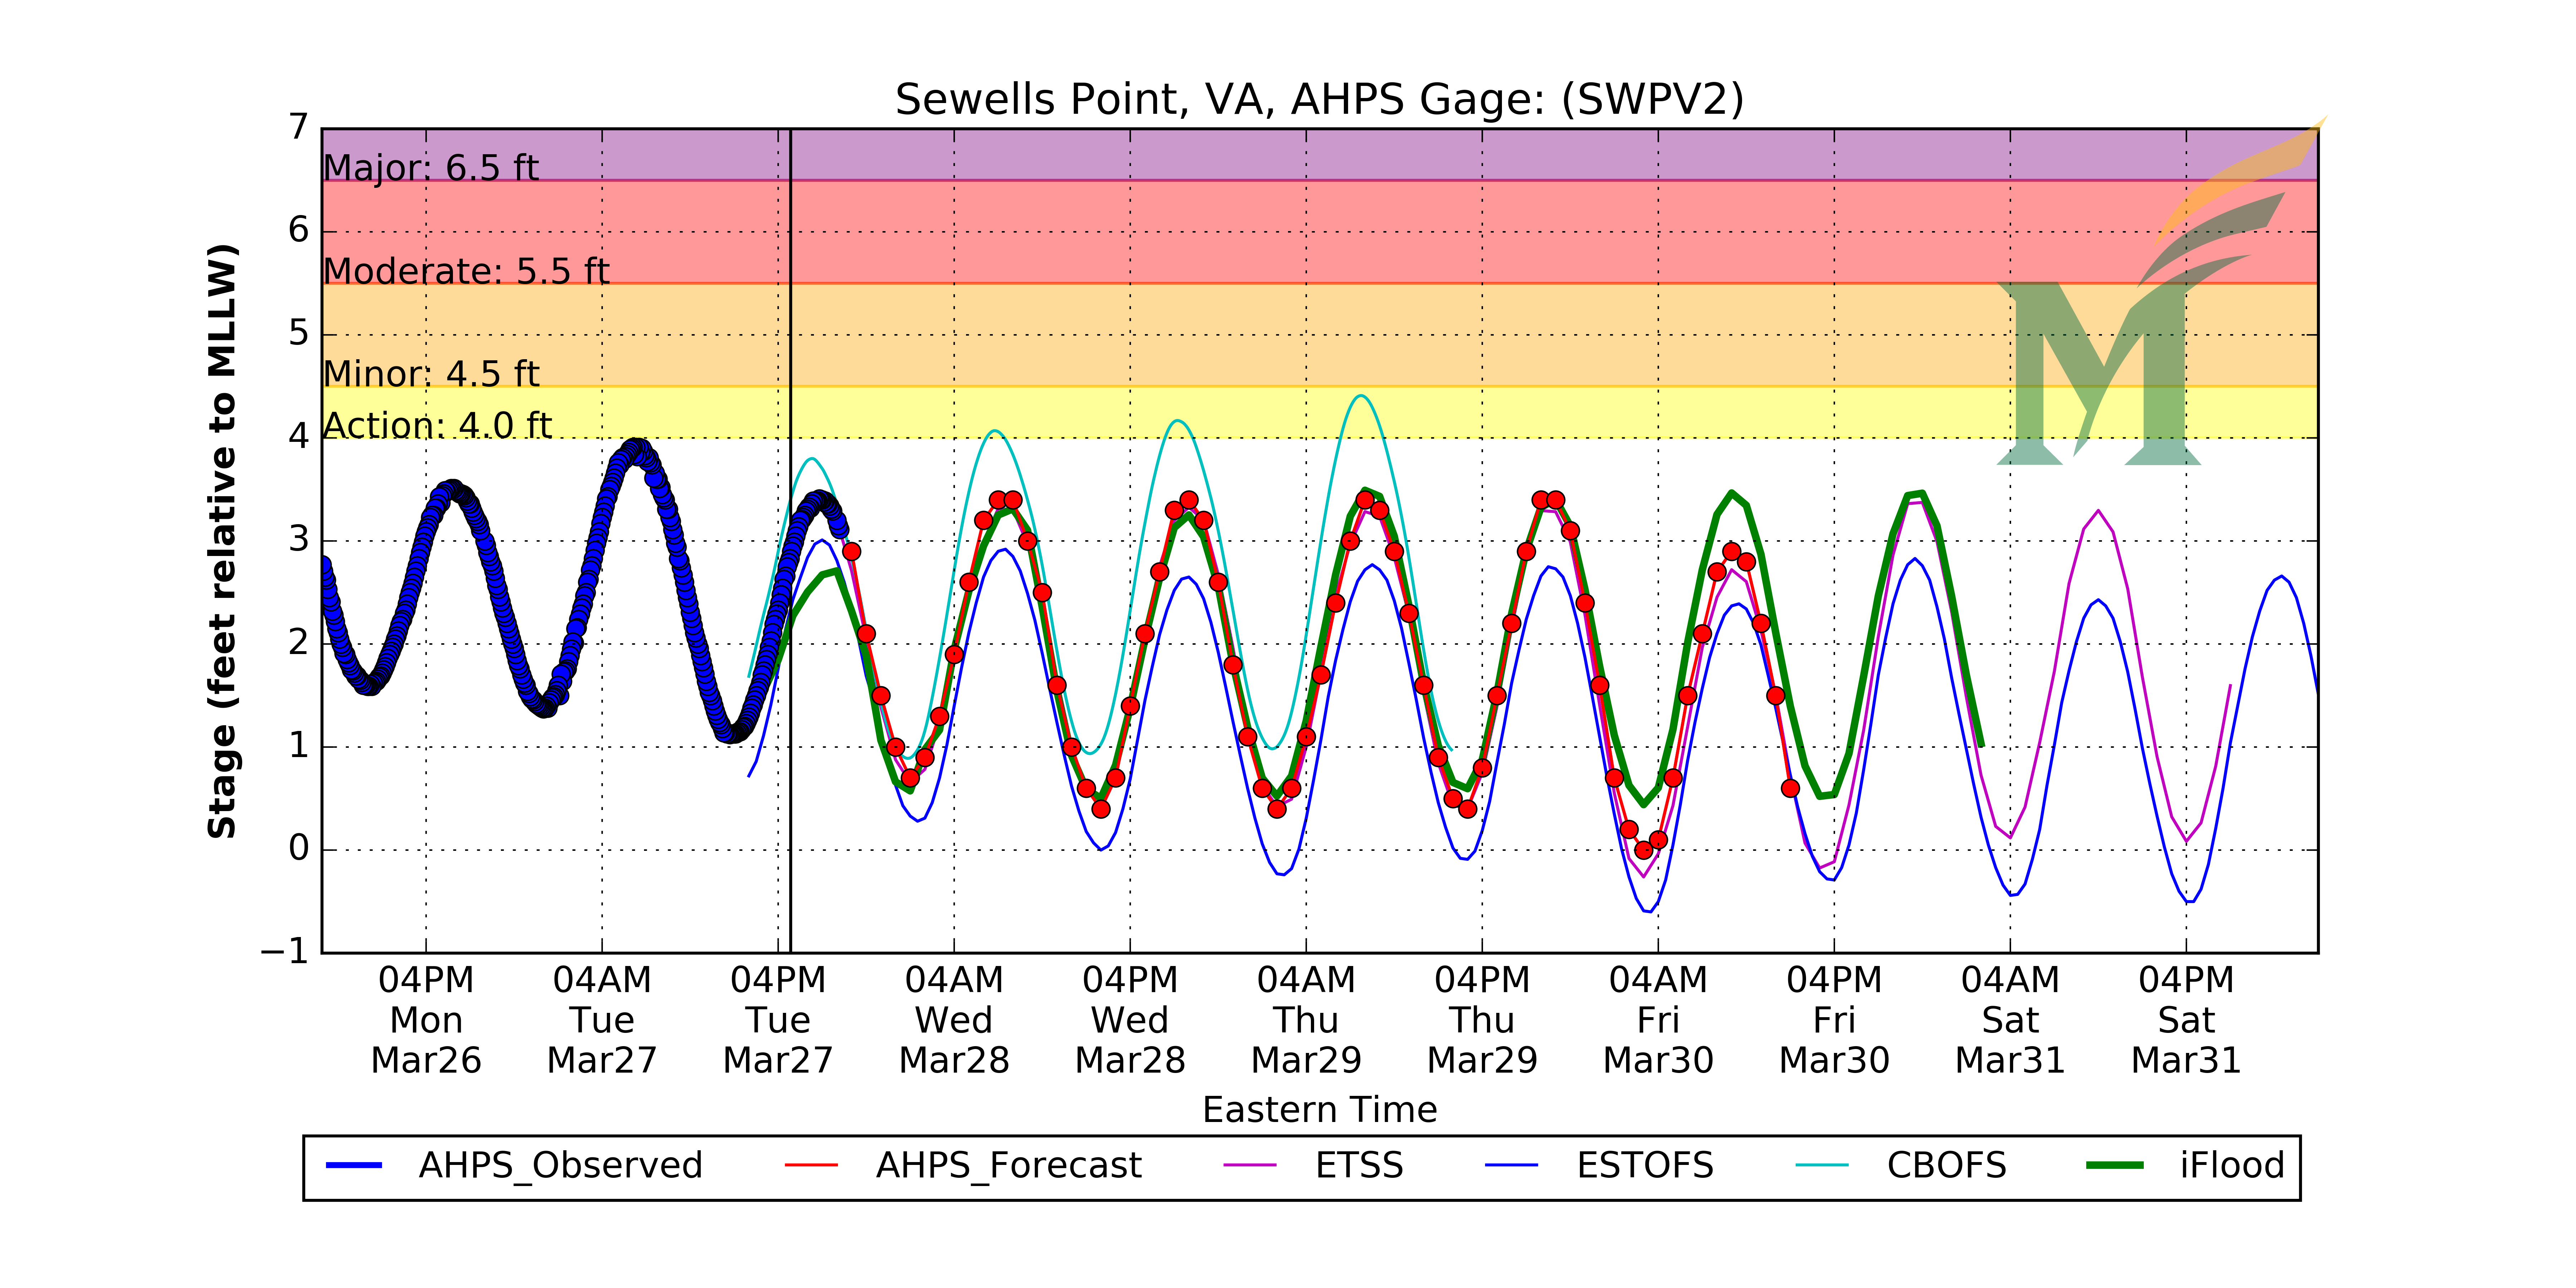 Sewells Point, VA, AHPS Gage: (SWPV2)
7
Major: 6.5 ft
6
Moderate: 5.5 ft
5
Minor: 4.5 ft
Action: 4.0 ft
4
3
2
1
0
−1
Stage (feet relative to MLLW)
04PM 04AM 04PM 04AM 04PM 04AM 04PM 04AM 04PM 04AM 04PM
Mon Tue Tue Wed Wed Thu Thu Fri Fri Sat Sat
Mar26 Mar27 Mar27 Mar28 Mar28 Mar29 Mar29 Mar30 Mar30 Mar31 Mar31
Eastern Time
AHPS_Observed AHPS_Forecast ETSS ESTOFS CBOFS iFlood
M